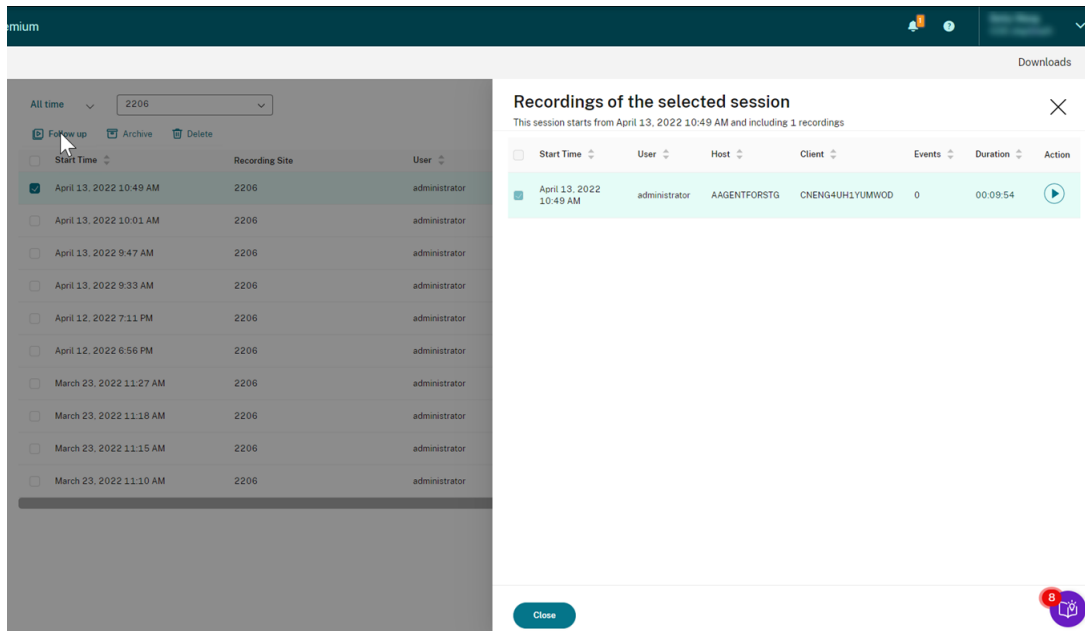 emium
1
?
Downloads
All time
2206
Follow up Archive Delete
Start Time Recording Site User
April 13, 2022 10:49 AM 2206 administrator
April 13, 2022 10:01 AM 2206 administrator
April 13, 2022 9:47 AM 2206 administrator
April 13, 2022 9:33 AM 2206 administrator
April 12, 2022 7:11 PM 2206 administrator
April 12, 2022 6:56 PM 2206 administrator
March 23, 2022 11:27 AM 2206 administrator
March 23, 2022 11:18 AM 2206 administrator
March 23, 2022 11:15 AM 2206 administrator
March 23, 2022 11:10 AM 2206 administrator
Recordings of the selected session
This session starts from April 13, 2022 10:49 AM and including 1 recordings
Start Time User Host Client Events Duration Action
April 13, 2022
10:49 AM administrator AAGENTFORSTG CNENG4UH1YUMWOD 0 00:09:54
Close
8